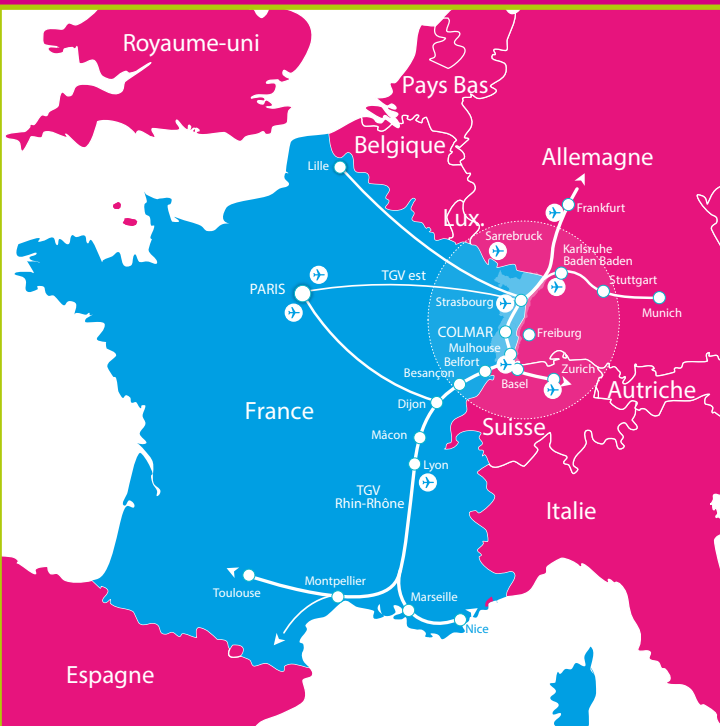 Royaume-uni
Pays Bas
Belgique
Allemagne
Lille
Frankfurt
Lux.
Sarrebruck
Karlsruhe
Baden Baden
TGV est
Stuttgart
PARIS
Strasbourg
Munich
COLMAR
Freiburg
Mulhouse
Belfort
Besançon
Zurich
Basel
Autriche
Dijon
France
Suisse
Mâcon
Lyon
TGV
Rhin-Rhône
Italie
Montpellier
Toulouse
Marseille
Nice
Espagne